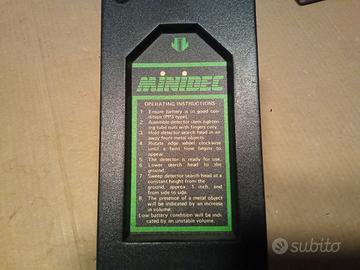 MINIDEC
OPERATING INSTRUCTIONS
1. Ensure battery is in good con-
dition (PP3 type).
2. Assemble detector stem tighten-
ing tube nuts with fingers only.
3. Hold detector search head in air
away from metal objects.
4. Rotate edge wheel clockwise
until a faint tone begins to
appear.
5. The detector is ready for use.
6. Lower search head to the
ground.
7. Sweep detector search head at a
constant height from the
ground, approx. 1 inch, and
from side to side.
8. The presence of a metal object
will be indicated by an increase
in volume.
Low battery condition will be indi-
cated by an unstable volume.
subito